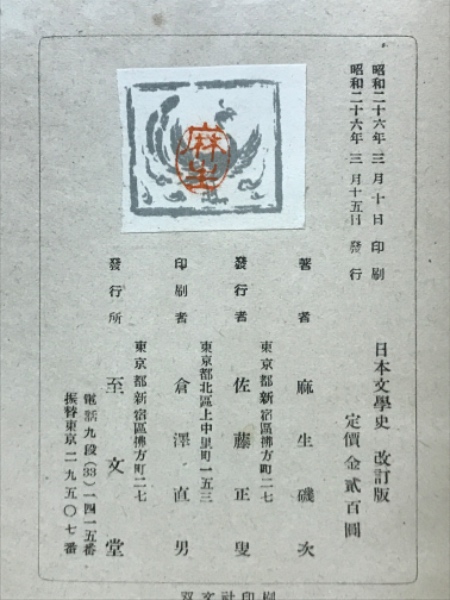 昭和二十六年三月十日 印刷
昭和二十六年三月十五日 發行
日本文學史 改訂版
定價金貳百圓
麻生
著者 麻生磯次
東京都新宿區拂方町二七
發行者 佐藤正叟
東京都北區上中里町一五三
印刷者 倉澤直男
東京都新宿區拂方町二七
發行所 至文堂
電話九段(33)一四一五番
振替東京二九五〇七番
双文社印刷